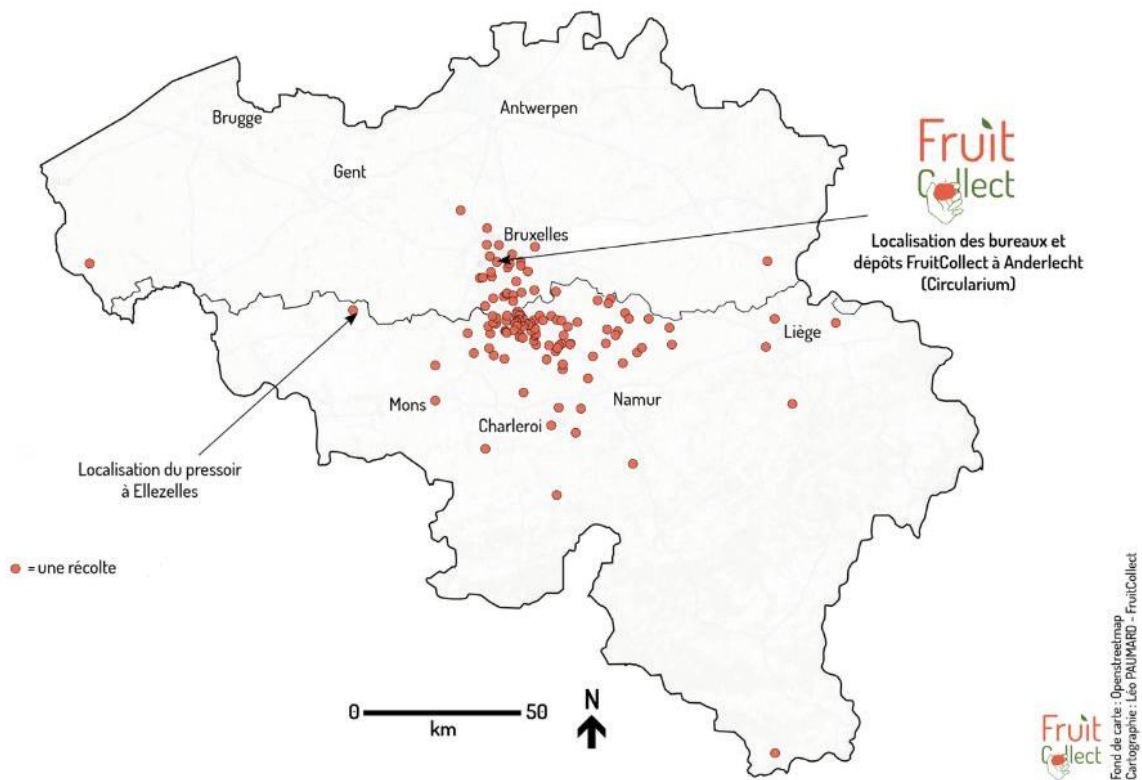 Brugge
Antwerpen
Gent
Fruit
Collect
Bruxelles
Localisation des bureaux et
dépôts FruitCollect à Anderlecht
(Circularium)
Liège
Mons
Namur
Charleroi
Localisation du pressoir
à Ellezelles
= une récolte
0 50
km
N
Fruit
Collect
Fond de carte : Openstreetmap
Cartographie : Léo PAUMARD - FruitCollect